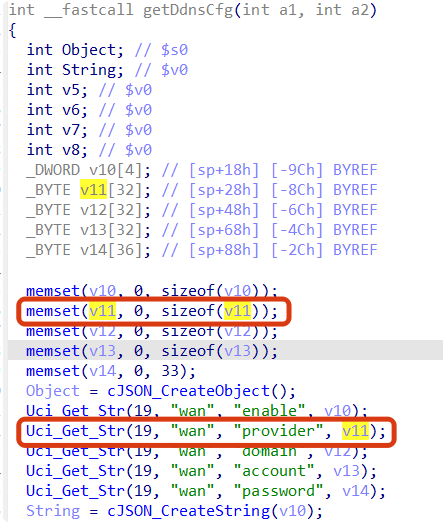 int __fastcall getDdnsCfg(int a1, int a2)
{
int Object; // $s0
int String; // $v0
int v5; // $v0
int v6; // $v0
int v7; // $v0
int v8; // $v0
_DWORD v10[4]; // [sp+18h] [-9Ch] BYREF
_BYTE v11[32]; // [sp+28h] [-8Ch] BYREF
_BYTE v12[32]; // [sp+48h] [-6Ch] BYREF
_BYTE v13[32]; // [sp+68h] [-4Ch] BYREF
_BYTE v14[36]; // [sp+88h] [-2Ch] BYREF
memset(v10, 0, sizeof(v10));
memset(v11, 0, sizeof(v11));
memset(v12, 0, sizeof(v12));
memset(v13, 0, sizeof(v13));
memset(v14, 0, 33);
Object = cJSON_CreateObject();
Uci_Get_Str(19, "wan", "enable", v10);
Uci_Get_Str(19, "wan", "provider", v11);
Uci_Get_Str(19, "wan", "domain", v12);
Uci_Get_Str(19, "wan", "account", v13);
Uci_Get_Str(19, "wan", "password", v14);
String = cJSON_CreateString(v10);